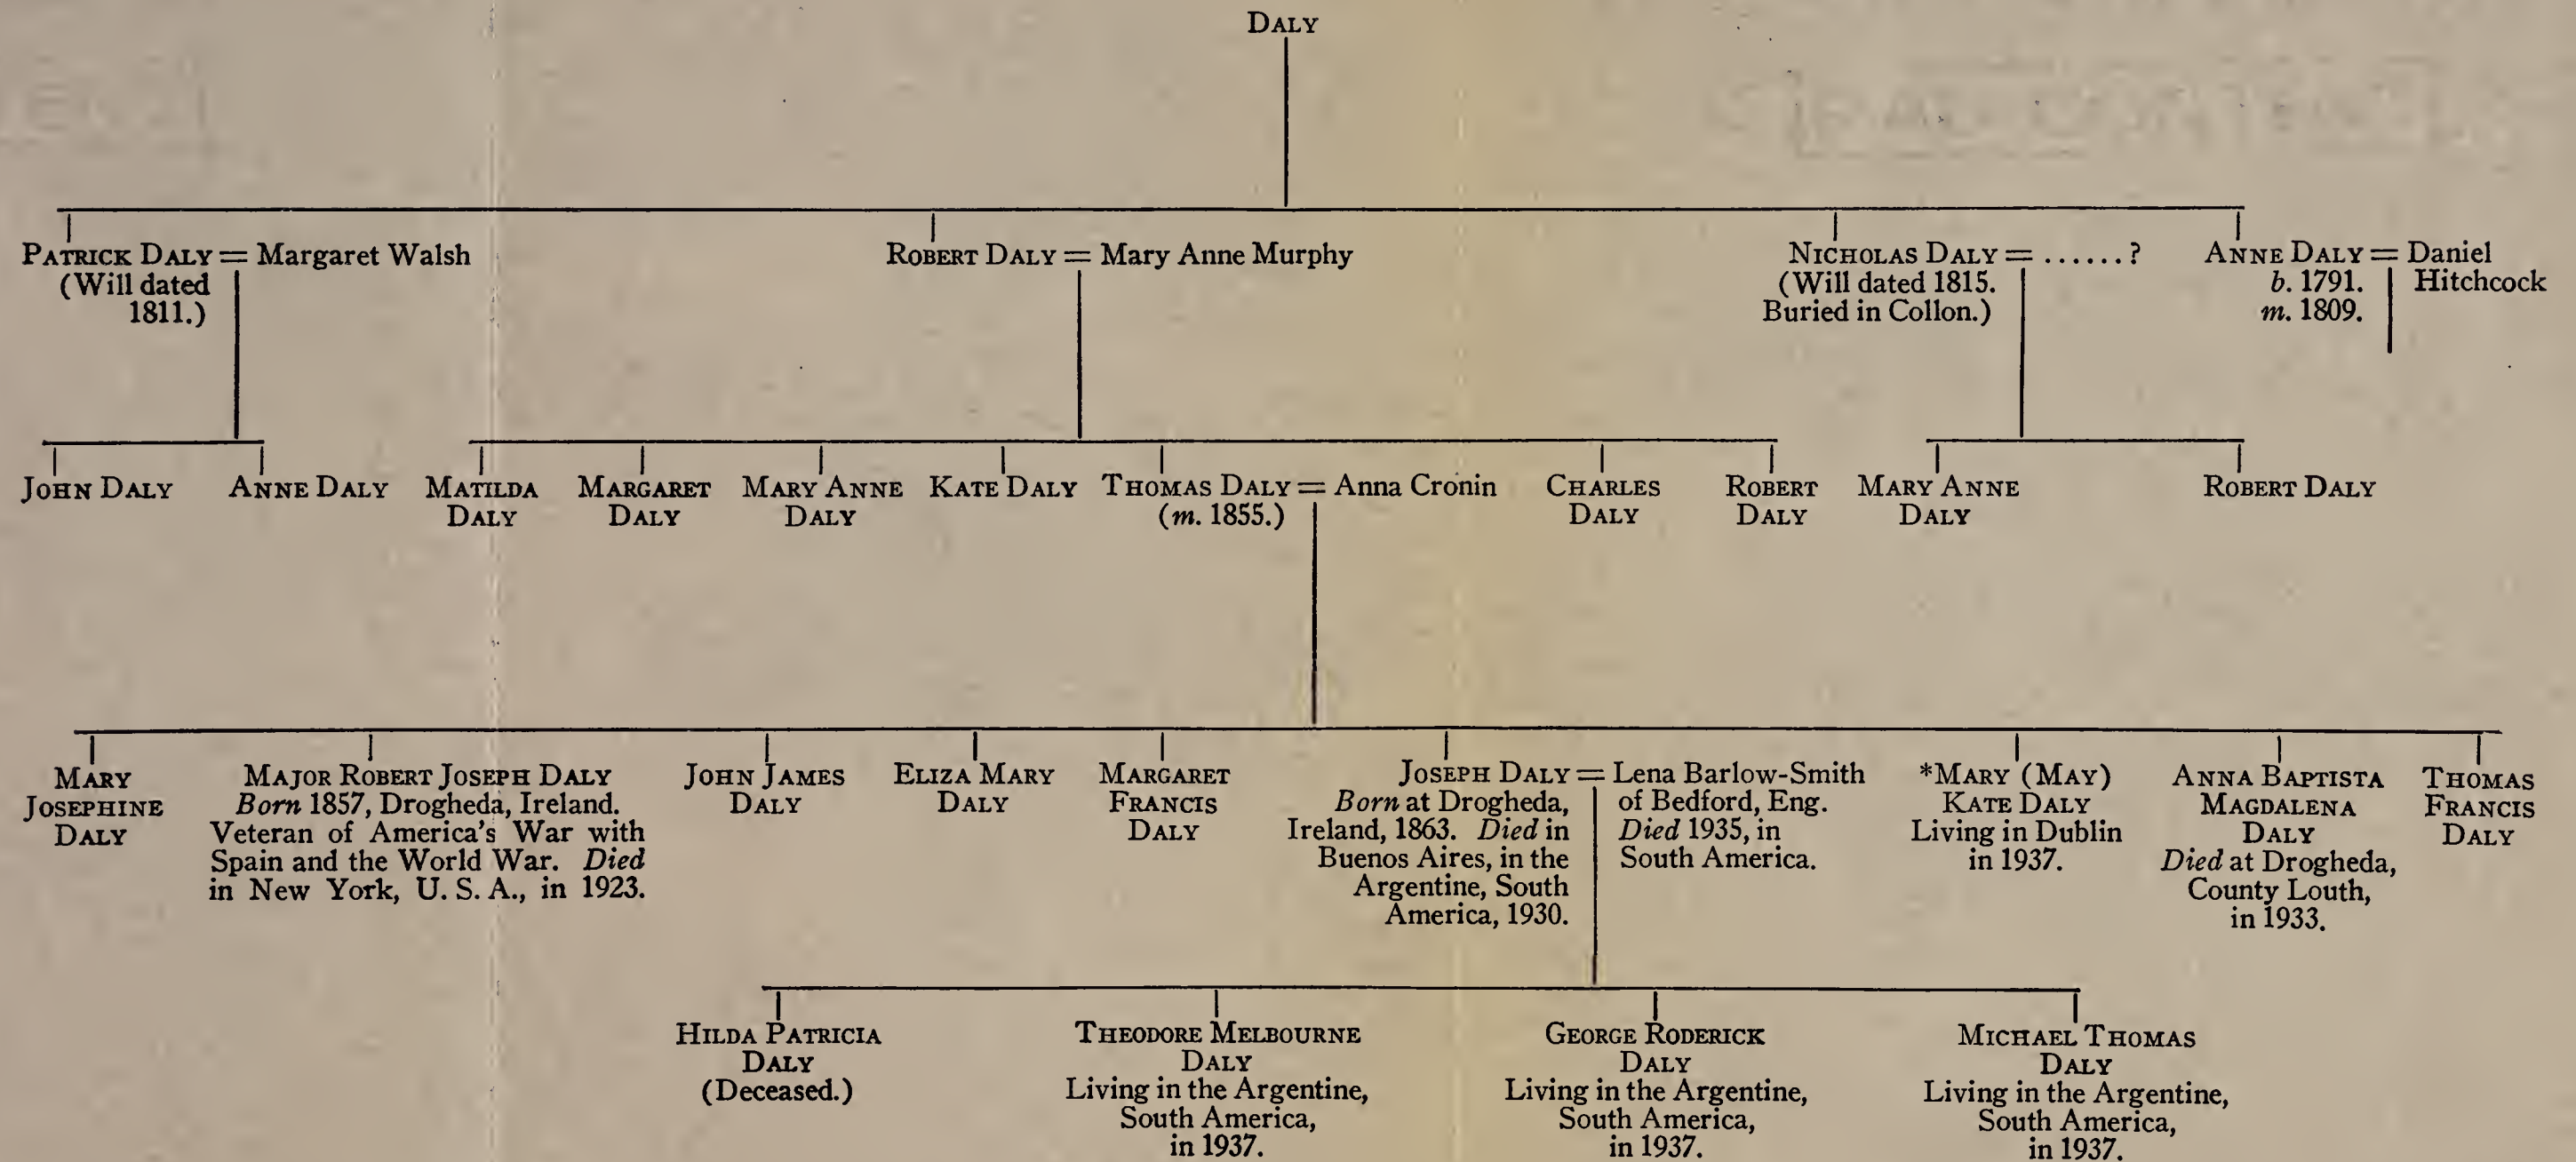 DALY
PATRICK DALY = Margaret Walsh
(Will dated
1811.)
ROBERT DALY = Mary Anne Murphy
NICHOLAS DALY = ......?
(Will dated 1815.
Buried in Collon.)
ANNE DALY = Daniel
b. 1791. Hitchcock
m. 1809.
JOHN DALY
ANNE DALY
MATILDA
DALY
MARGARET
DALY
MARY ANNE
DALY
KATE DALY
THOMAS DALY = Anna Cronin
(m. 1855.)
CHARLES
DALY
ROBERT
DALY
MARY ANNE
DALY
ROBERT DALY
MARY
JOSEPHINE
DALY
MAJOR ROBERT JOSEPH DALY
Born 1857, Drogheda, Ireland.
Veteran of America's War with
Spain and the World War. Died
in New York, U. S. A., in 1923.
JOHN JAMES
DALY
ELIZA MARY
DALY
MARGARET
FRANCIS
DALY
JOSEPH DALY = Lena Barlow-Smith
Born at Drogheda, of Bedford, Eng.
Ireland, 1863. Died in Died 1935, in
Buenos Aires, in the South America.
Argentine, South
America, 1930.
*MARY (MAY)
KATE DALY
Living in Dublin
in 1937.
ANNA BAPTISTA
MAGDALENA
DALY
Died at Drogheda,
County Louth,
in 1933.
THOMAS
FRANCIS
DALY
HILDA PATRICIA
DALY
(Deceased.)
THEODORE MELBOURNE
DALY
Living in the Argentine,
South America,
in 1937.
GEORGE RODERICK
DALY
Living in the Argentine,
South America,
in 1937.
MICHAEL THOMAS
DALY
Living in the Argentine,
South America,
in 1937.